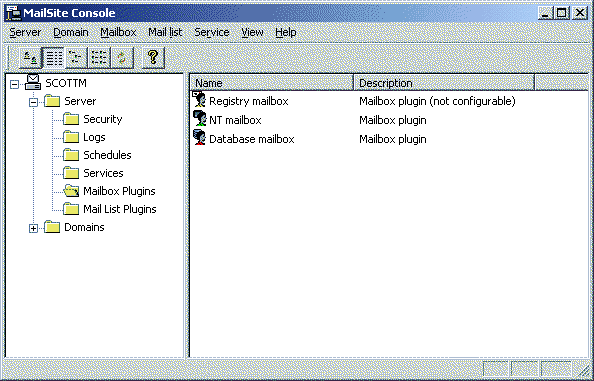 MailSite Console
Server Domain Mailbox Mail list Service View Help
SCOTTM
Server
Security
Logs
Schedules
Services
Mailbox Plugins
Mail List Plugins
Domains
Name Description
Registry mailbox Mailbox plugin (not configurable)
NT mailbox Mailbox plugin
Database mailbox Mailbox plugin